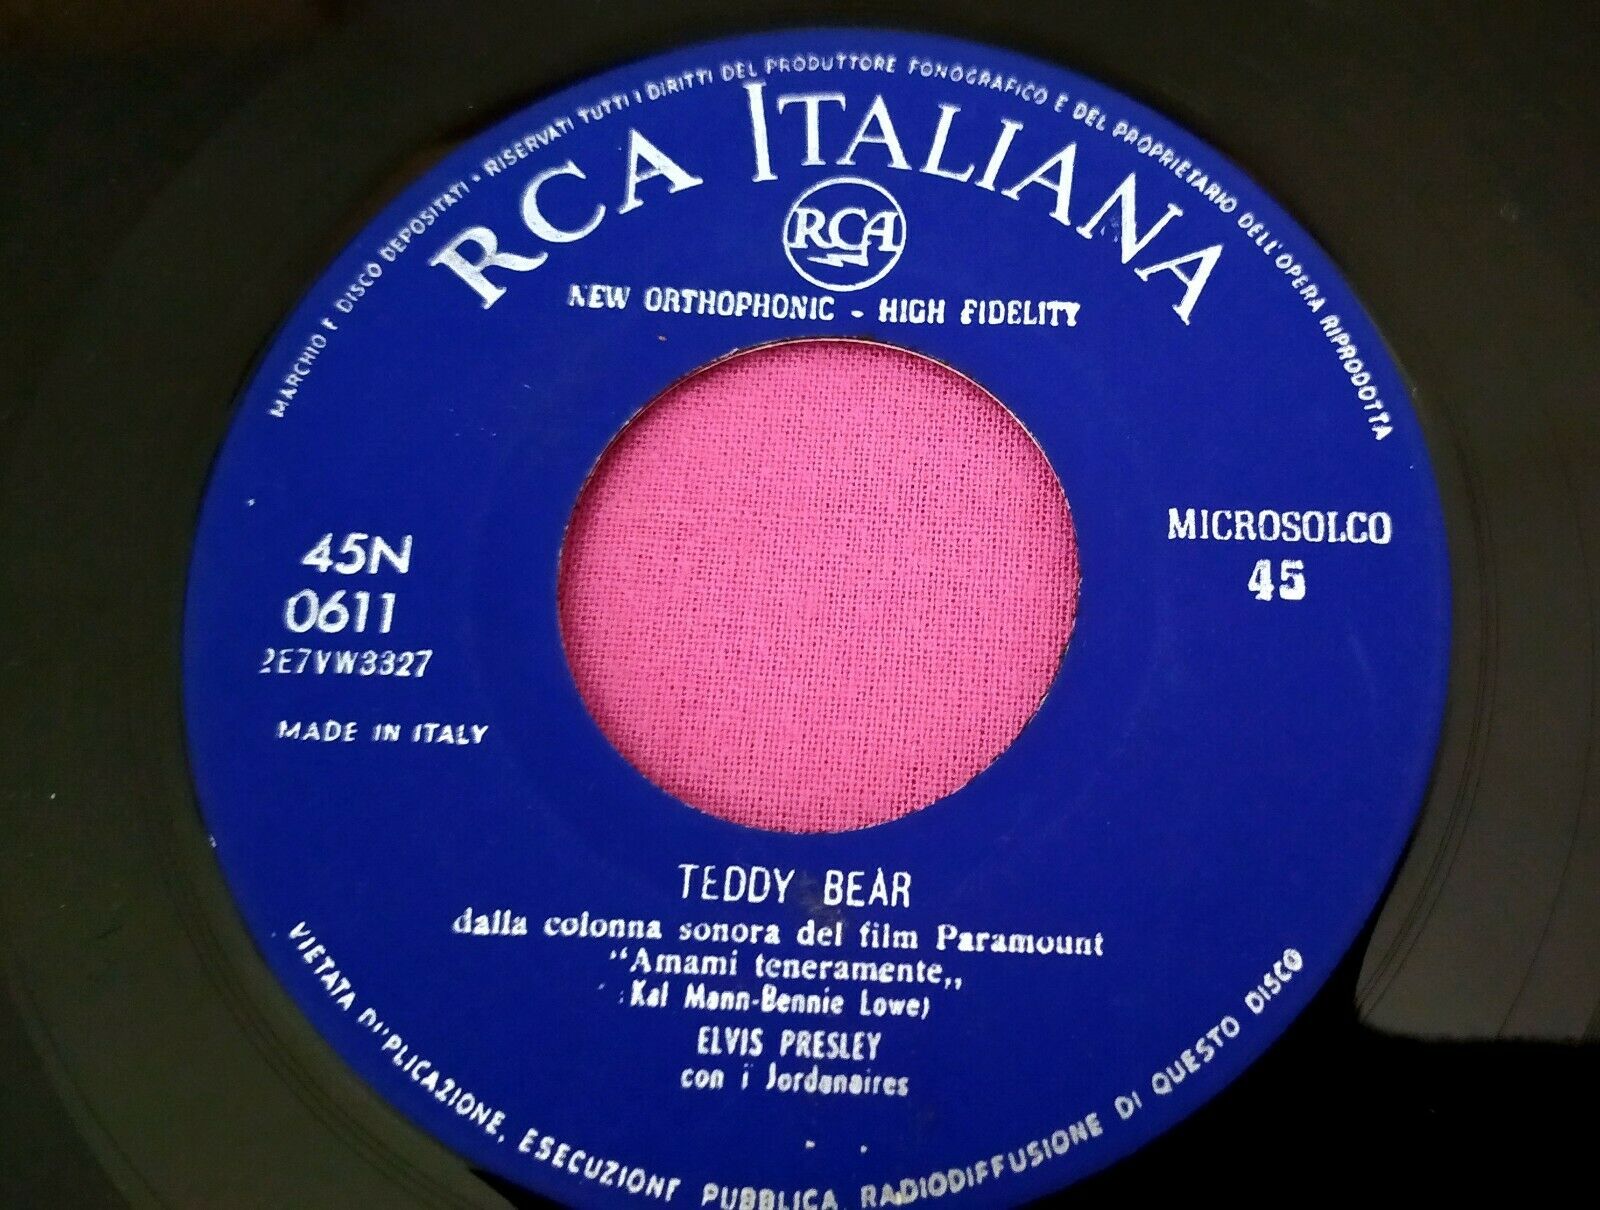 MARCHIO E DISCO DEPOSITATI • RISERVATI TUTTI I DIRITTI DEL PRODUTTORE FONOGRAFICO E DEL PROPRIETARIO DELL'OPERA RIPRODOTTA
RCA ITALIANA
RCA
NEW ORTHOPHONIC - HIGH FIDELITY
45N
0611
2E7VW3327
MADE IN ITALY
MICROSOLCO
45
TEDDY BEAR
dalla colonna sonora del film Paramount
"Amami teneramente„
(Kal Mann-Bennie Lowe)
ELVIS PRESLEY
con i Jordanaires
VIETATA DUPLICAZIONE, ESECUZIONE PUBBLICA, RADIODIFFUSIONE DI QUESTO DISCO